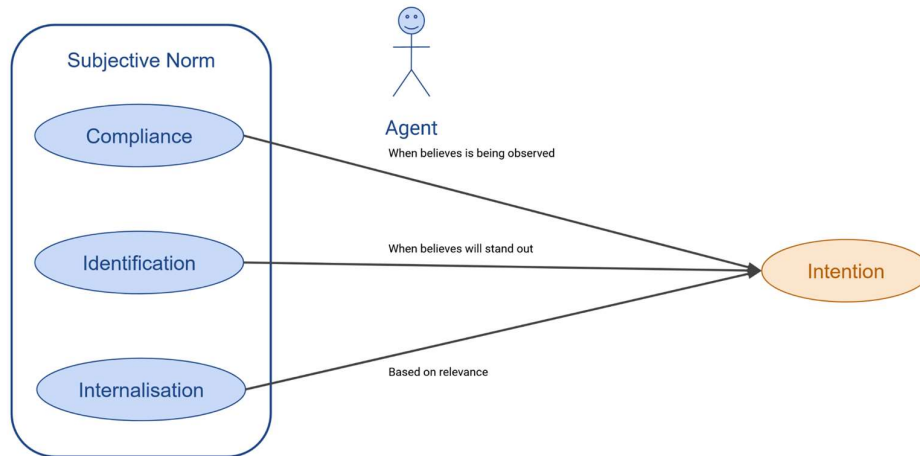 Subjective Norm
Compliance
Agent
When believes is being observed
Identification
When believes will stand out
Intention
Internalisation
Based on relevance